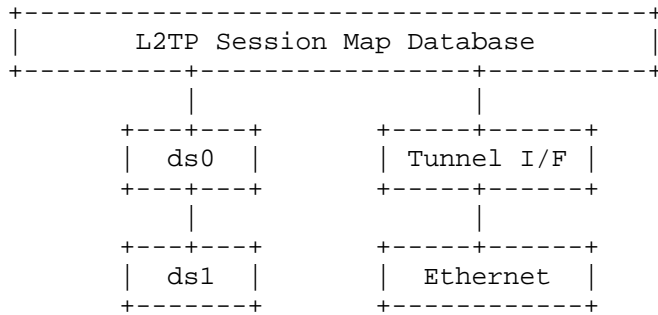 L2TP Session Map Database
ds0 Tunnel I/F
ds1 Ethernet